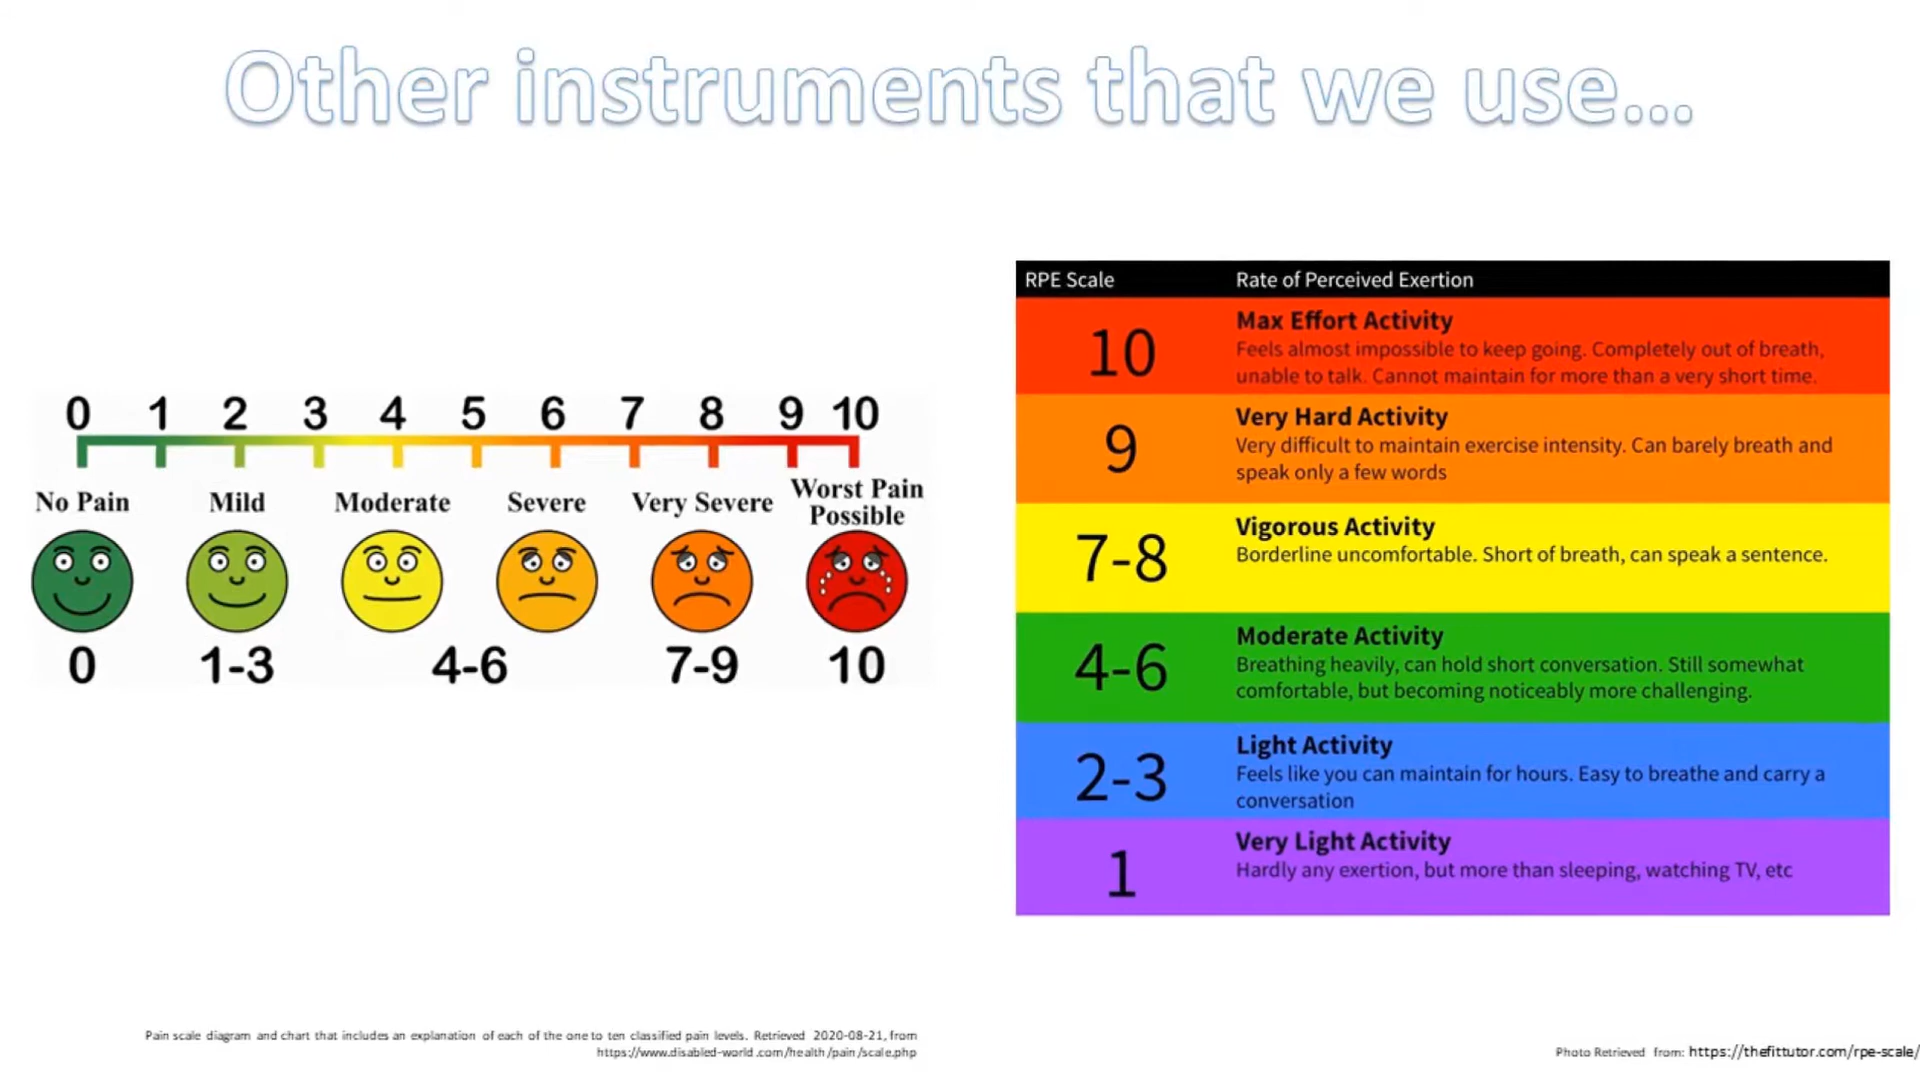 Other instruments that we use...
0 1 2 3 4 5 6 7 8 9 10
No Pain Mild Moderate Severe Very Severe Worst Pain Possible
0 1-3 4-6 7-9 10
RPE Scale Rate of Perceived Exertion
10 Max Effort Activity
Feels almost impossible to keep going. Completely out of breath,
unable to talk. Cannot maintain for more than a very short time.
9 Very Hard Activity
Very difficult to maintain exercise intensity. Can barely breath and
speak only a few words
7-8 Vigorous Activity
Borderline uncomfortable. Short of breath, can speak a sentence.
4-6 Moderate Activity
Breathing heavily, can hold short conversation. Still somewhat
comfortable, but becoming noticeably more challenging.
2-3 Light Activity
Feels like you can maintain for hours. Easy to breathe and carry a
conversation
1 Very Light Activity
Hardly any exertion, but more than sleeping, watching TV, etc
Pain scale diagram and chart that includes an explanation of each of the one to ten classified pain levels. Retrieved 2020-08-21, from
https://www.disabled-world.com/health/pain/scale.php
Photo Retrieved from: https://thefittutor.com/rpe-scale/